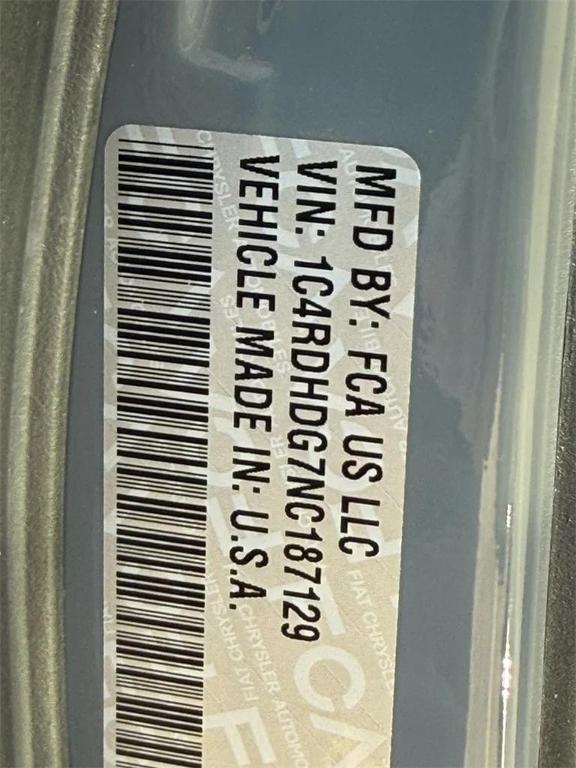 MFD BY: FCA US LLC
VIN: 1C4RDHDG7NC187129
VEHICLE MADE IN: U.S.A.